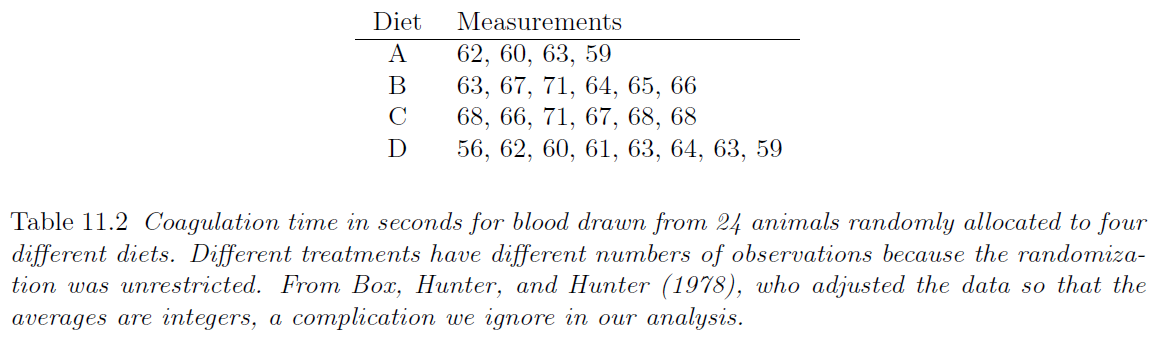 Diet Measurements
A 62, 60, 63, 59
B 63, 67, 71, 64, 65, 66
C 68, 66, 71, 67, 68, 68
D 56, 62, 60, 61, 63, 64, 63, 59
Table 11.2 Coagulation time in seconds for blood drawn from 24 animals randomly allocated to four
different diets. Different treatments have different numbers of observations because the randomiza-
tion was unrestricted. From Box, Hunter, and Hunter (1978), who adjusted the data so that the
averages are integers, a complication we ignore in our analysis.